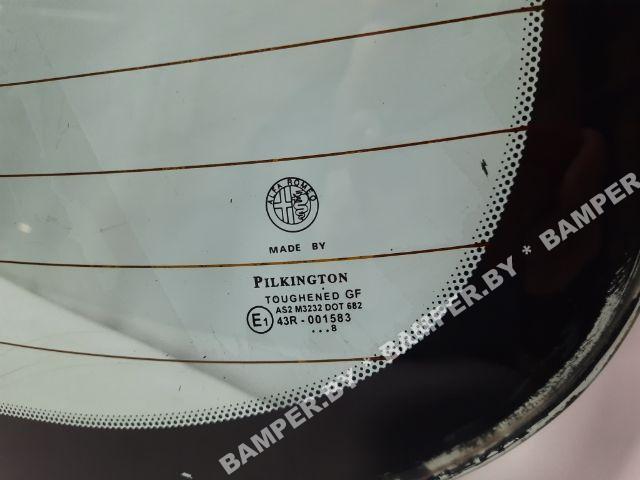 ALFA ROMEO
MADE BY
PILKINGTON
TOUGHENED GF
AS2 M3232 DOT 682
E1 43R-001583
...8
BAMPER.BY * BAMPER.BY * BAMPER.